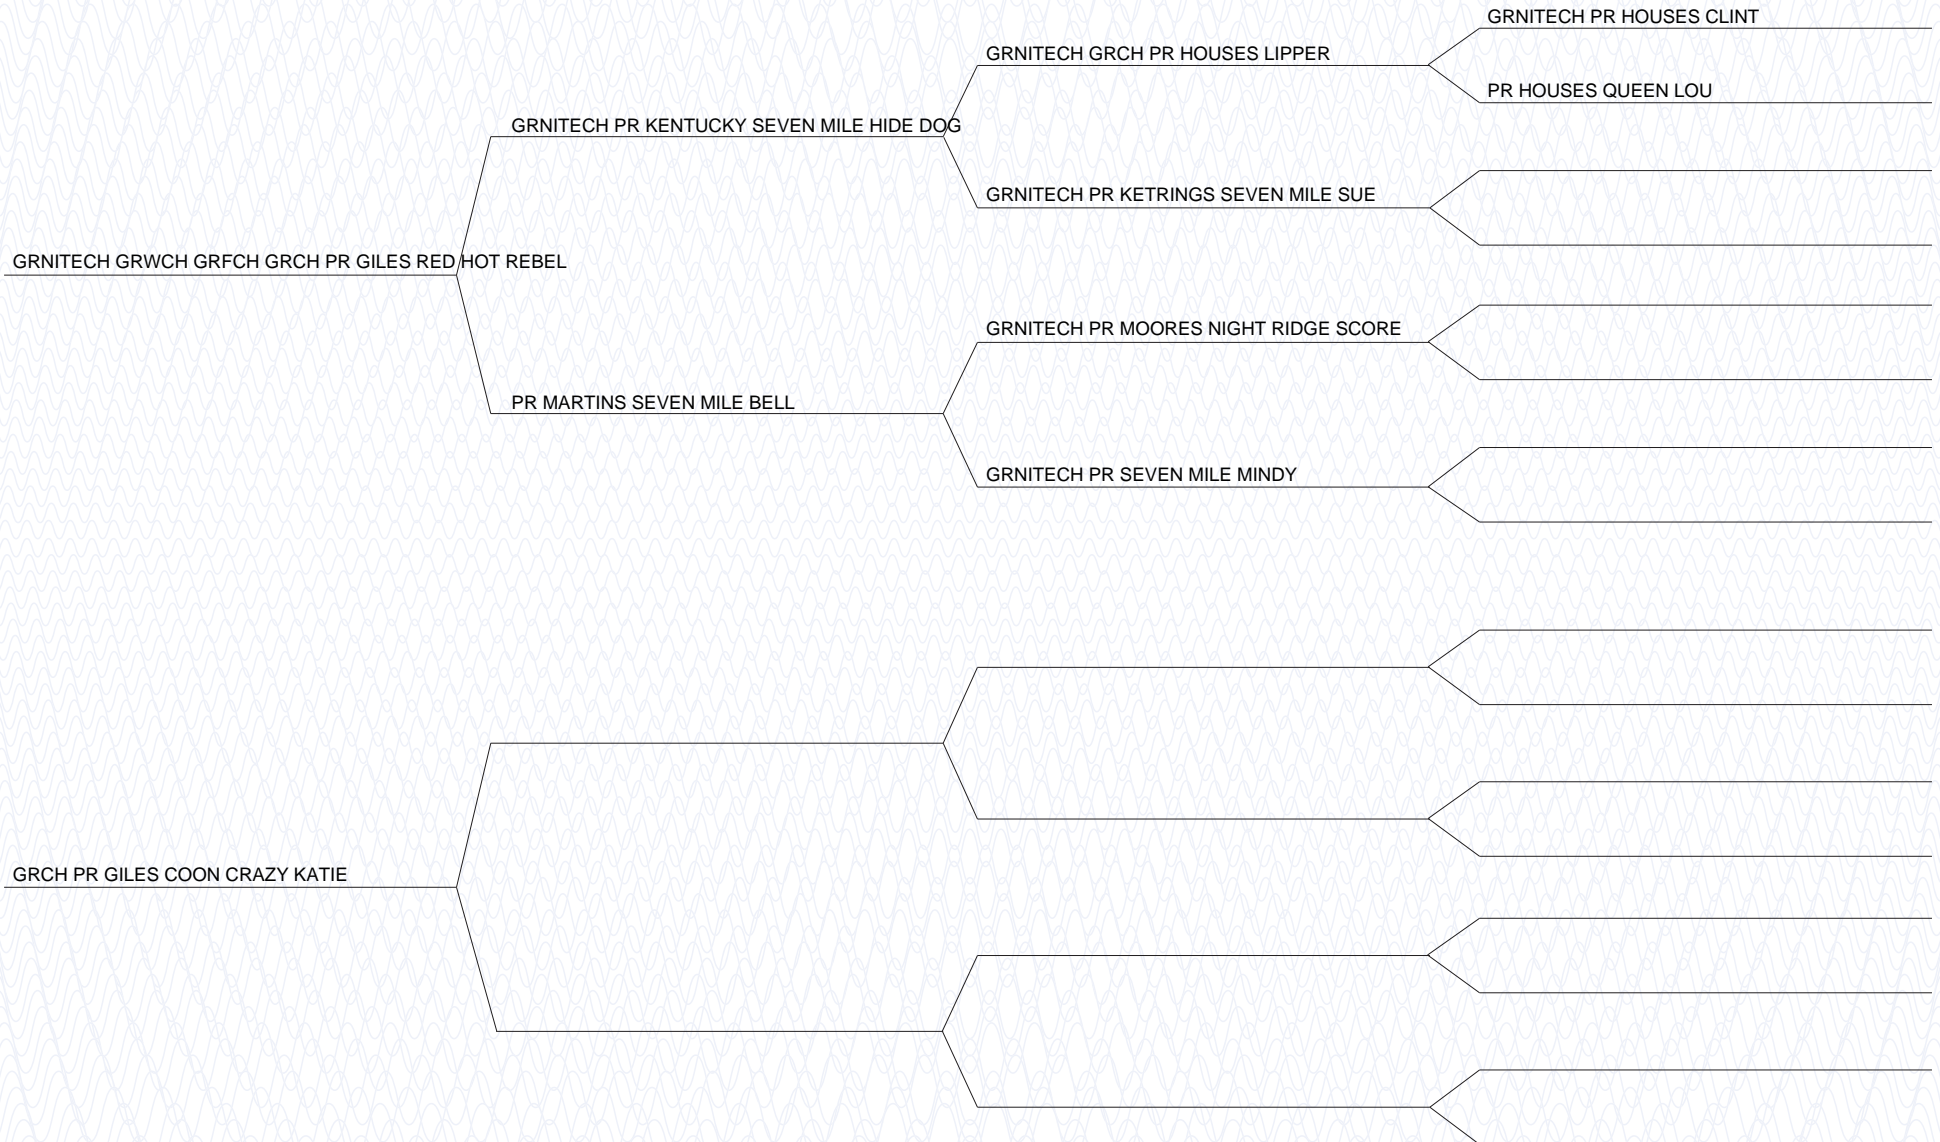 GRNITECH PR HOUSES CLINT
GRNITECH GRCH PR HOUSES LIPPER
PR HOUSES QUEEN LOU
GRNITECH PR KENTUCKY SEVEN MILE HIDE DOG
GRNITECH PR KETRINGS SEVEN MILE SUE
GRNITECH GRWCH GRFCH GRCH PR GILES RED HOT REBEL
GRNITECH PR MOORES NIGHT RIDGE SCORE
PR MARTINS SEVEN MILE BELL
GRNITECH PR SEVEN MILE MINDY
GRCH PR GILES COON CRAZY KATIE